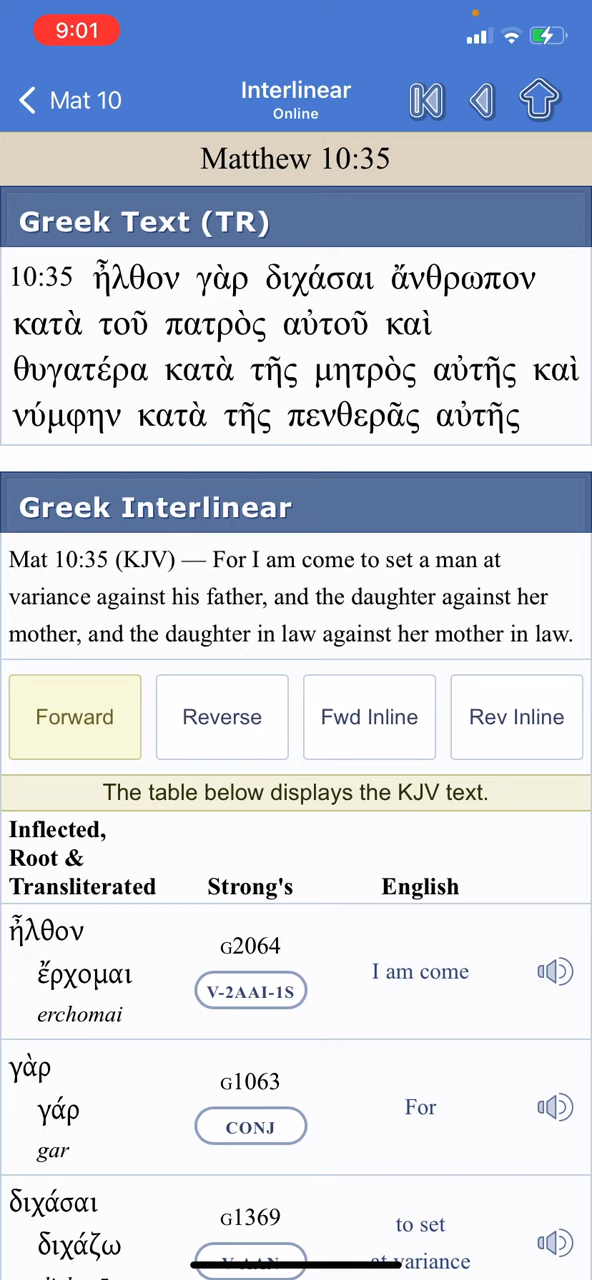 9:01
Mat 10
Interlinear
Online
Matthew 10:35
Greek Text (TR)
10:35 ἦλθον γὰρ διχάσαι ἄνθρωπον
κατὰ τοῦ πατρὸς αὐτοῦ καὶ
θυγατέρα κατὰ τῆς μητρὸς αὐτῆς καὶ
νύμφην κατὰ τῆς πενθερᾶς αὐτῆς
Greek Interlinear
Mat 10:35 (KJV) — For I am come to set a man at
variance against his father, and the daughter against her
mother, and the daughter in law against her mother in law.
Forward Reverse Fwd Inline Rev Inline
The table below displays the KJV text.
Inflected,
Root &
Transliterated Strong's English
ἦλθον
ἔρχομαι
erchomai
G2064
V-2AAI-1S
I am come
γὰρ
γάρ
gar
G1063
CONJ
For
διχάσαι
διχάζω
G1369
V-AAN
to set
at variance